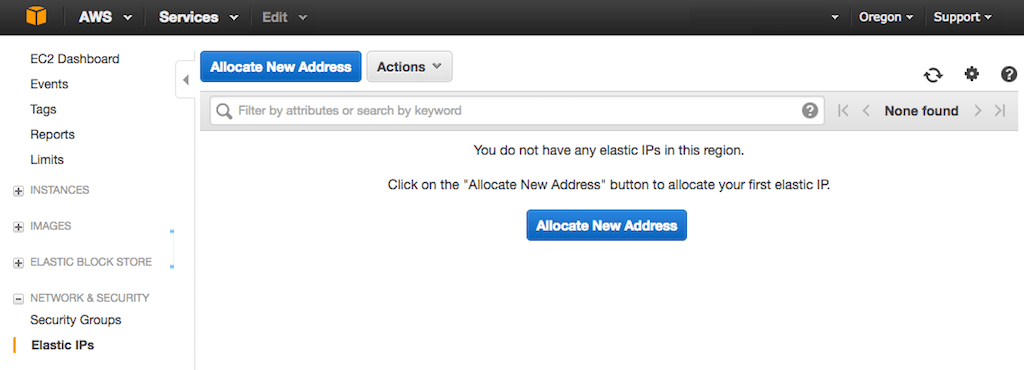 AWS Services Edit Oregon Support
EC2 Dashboard
Events
Tags
Reports
Limits
INSTANCES
IMAGES
ELASTIC BLOCK STORE
NETWORK & SECURITY
Security Groups
Elastic IPs
Allocate New Address Actions
Filter by attributes or search by keyword
None found
You do not have any elastic IPs in this region.
Click on the "Allocate New Address" button to allocate your first elastic IP.
Allocate New Address